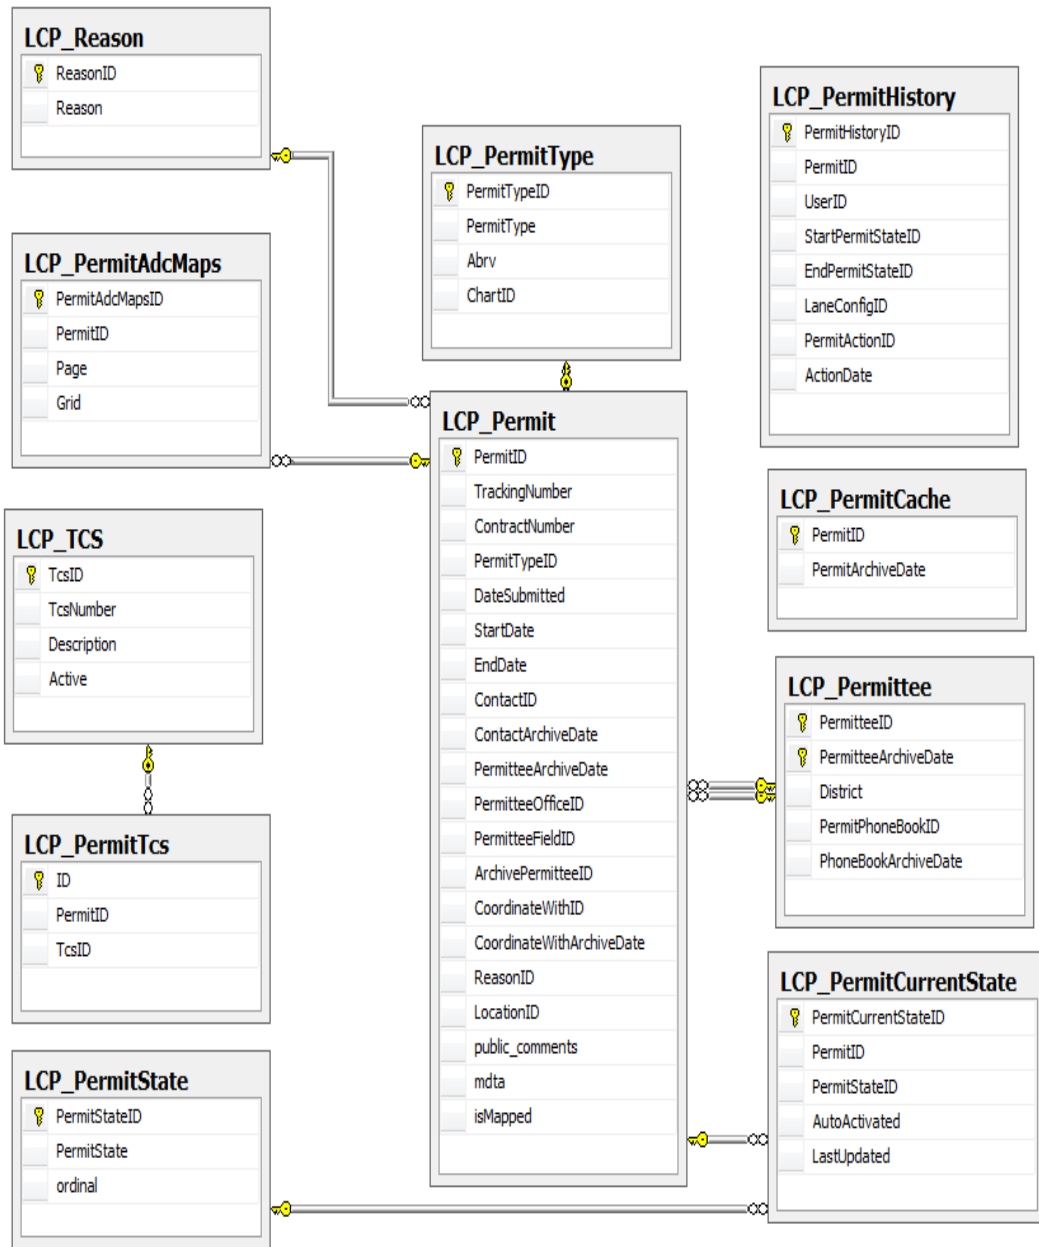 LCP_Reason
ReasonID
Reason
LCP_PermitAdcMaps
PermitAdcMapsID
PermitID
Page
Grid
LCP_TCS
TcsID
TcsNumber
Description
Active
LCP_PermitTcs
ID
PermitID
TcsID
LCP_PermitState
PermitStateID
PermitState
ordinal
LCP_PermitType
PermitTypeID
PermitType
Abrv
ChartID
LCP_Permit
PermitID
TrackingNumber
ContractNumber
PermitTypeID
DateSubmitted
StartDate
EndDate
ContactID
ContactArchiveDate
PermitteeArchiveDate
PermitteeOfficeID
PermitteeFieldID
ArchivePermitteeID
CoordinateWithID
CoordinateWithArchiveDate
ReasonID
LocationID
public_comments
mdta
isMapped
LCP_PermitHistory
PermitHistoryID
PermitID
UserID
StartPermitStateID
EndPermitStateID
LaneConfigID
PermitActionID
ActionDate
LCP_PermitCache
PermitID
PermitArchiveDate
LCP_Permittee
PermitteeID
PermitteeArchiveDate
District
PermitPhoneBookID
PhoneBookArchiveDate
LCP_PermitCurrentState
PermitCurrentStateID
PermitID
PermitStateID
AutoActivated
LastUpdated